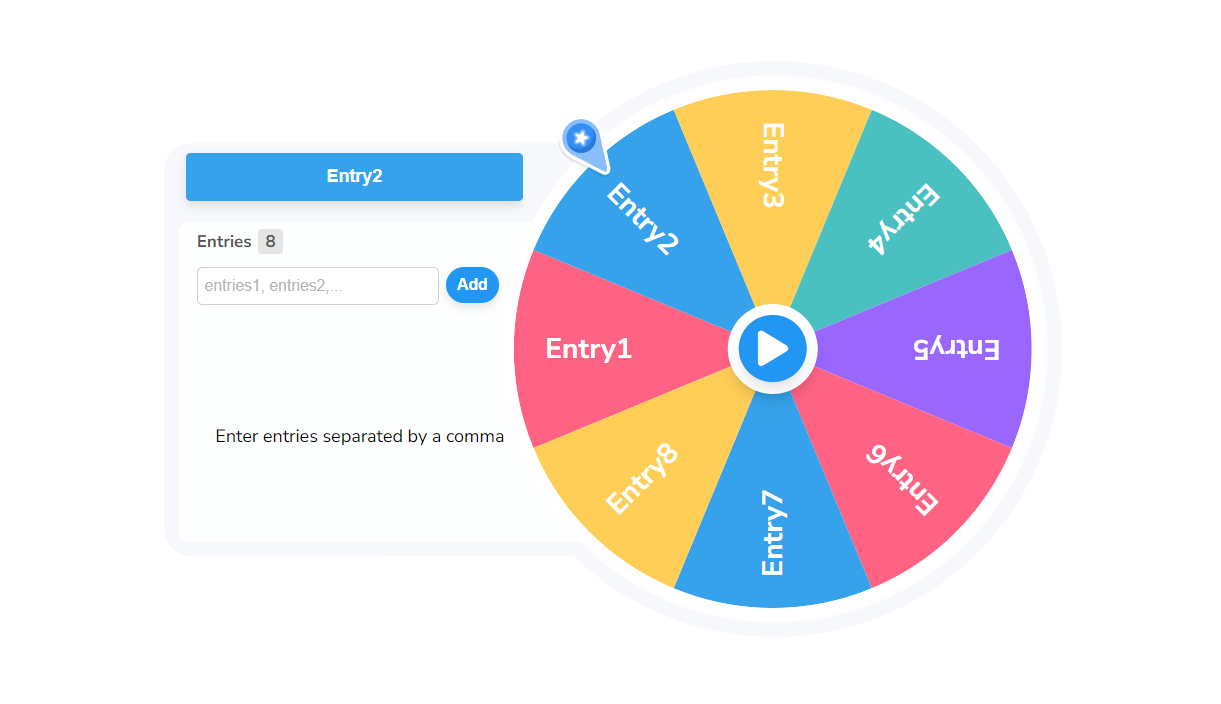 Entry2
Entries 8
entries1, entries2,...
Add
Enter entries separated by a comma
Entry1
Entry2
Entry3
Entry4
Entry5
Entry6
Entry7
Entry8